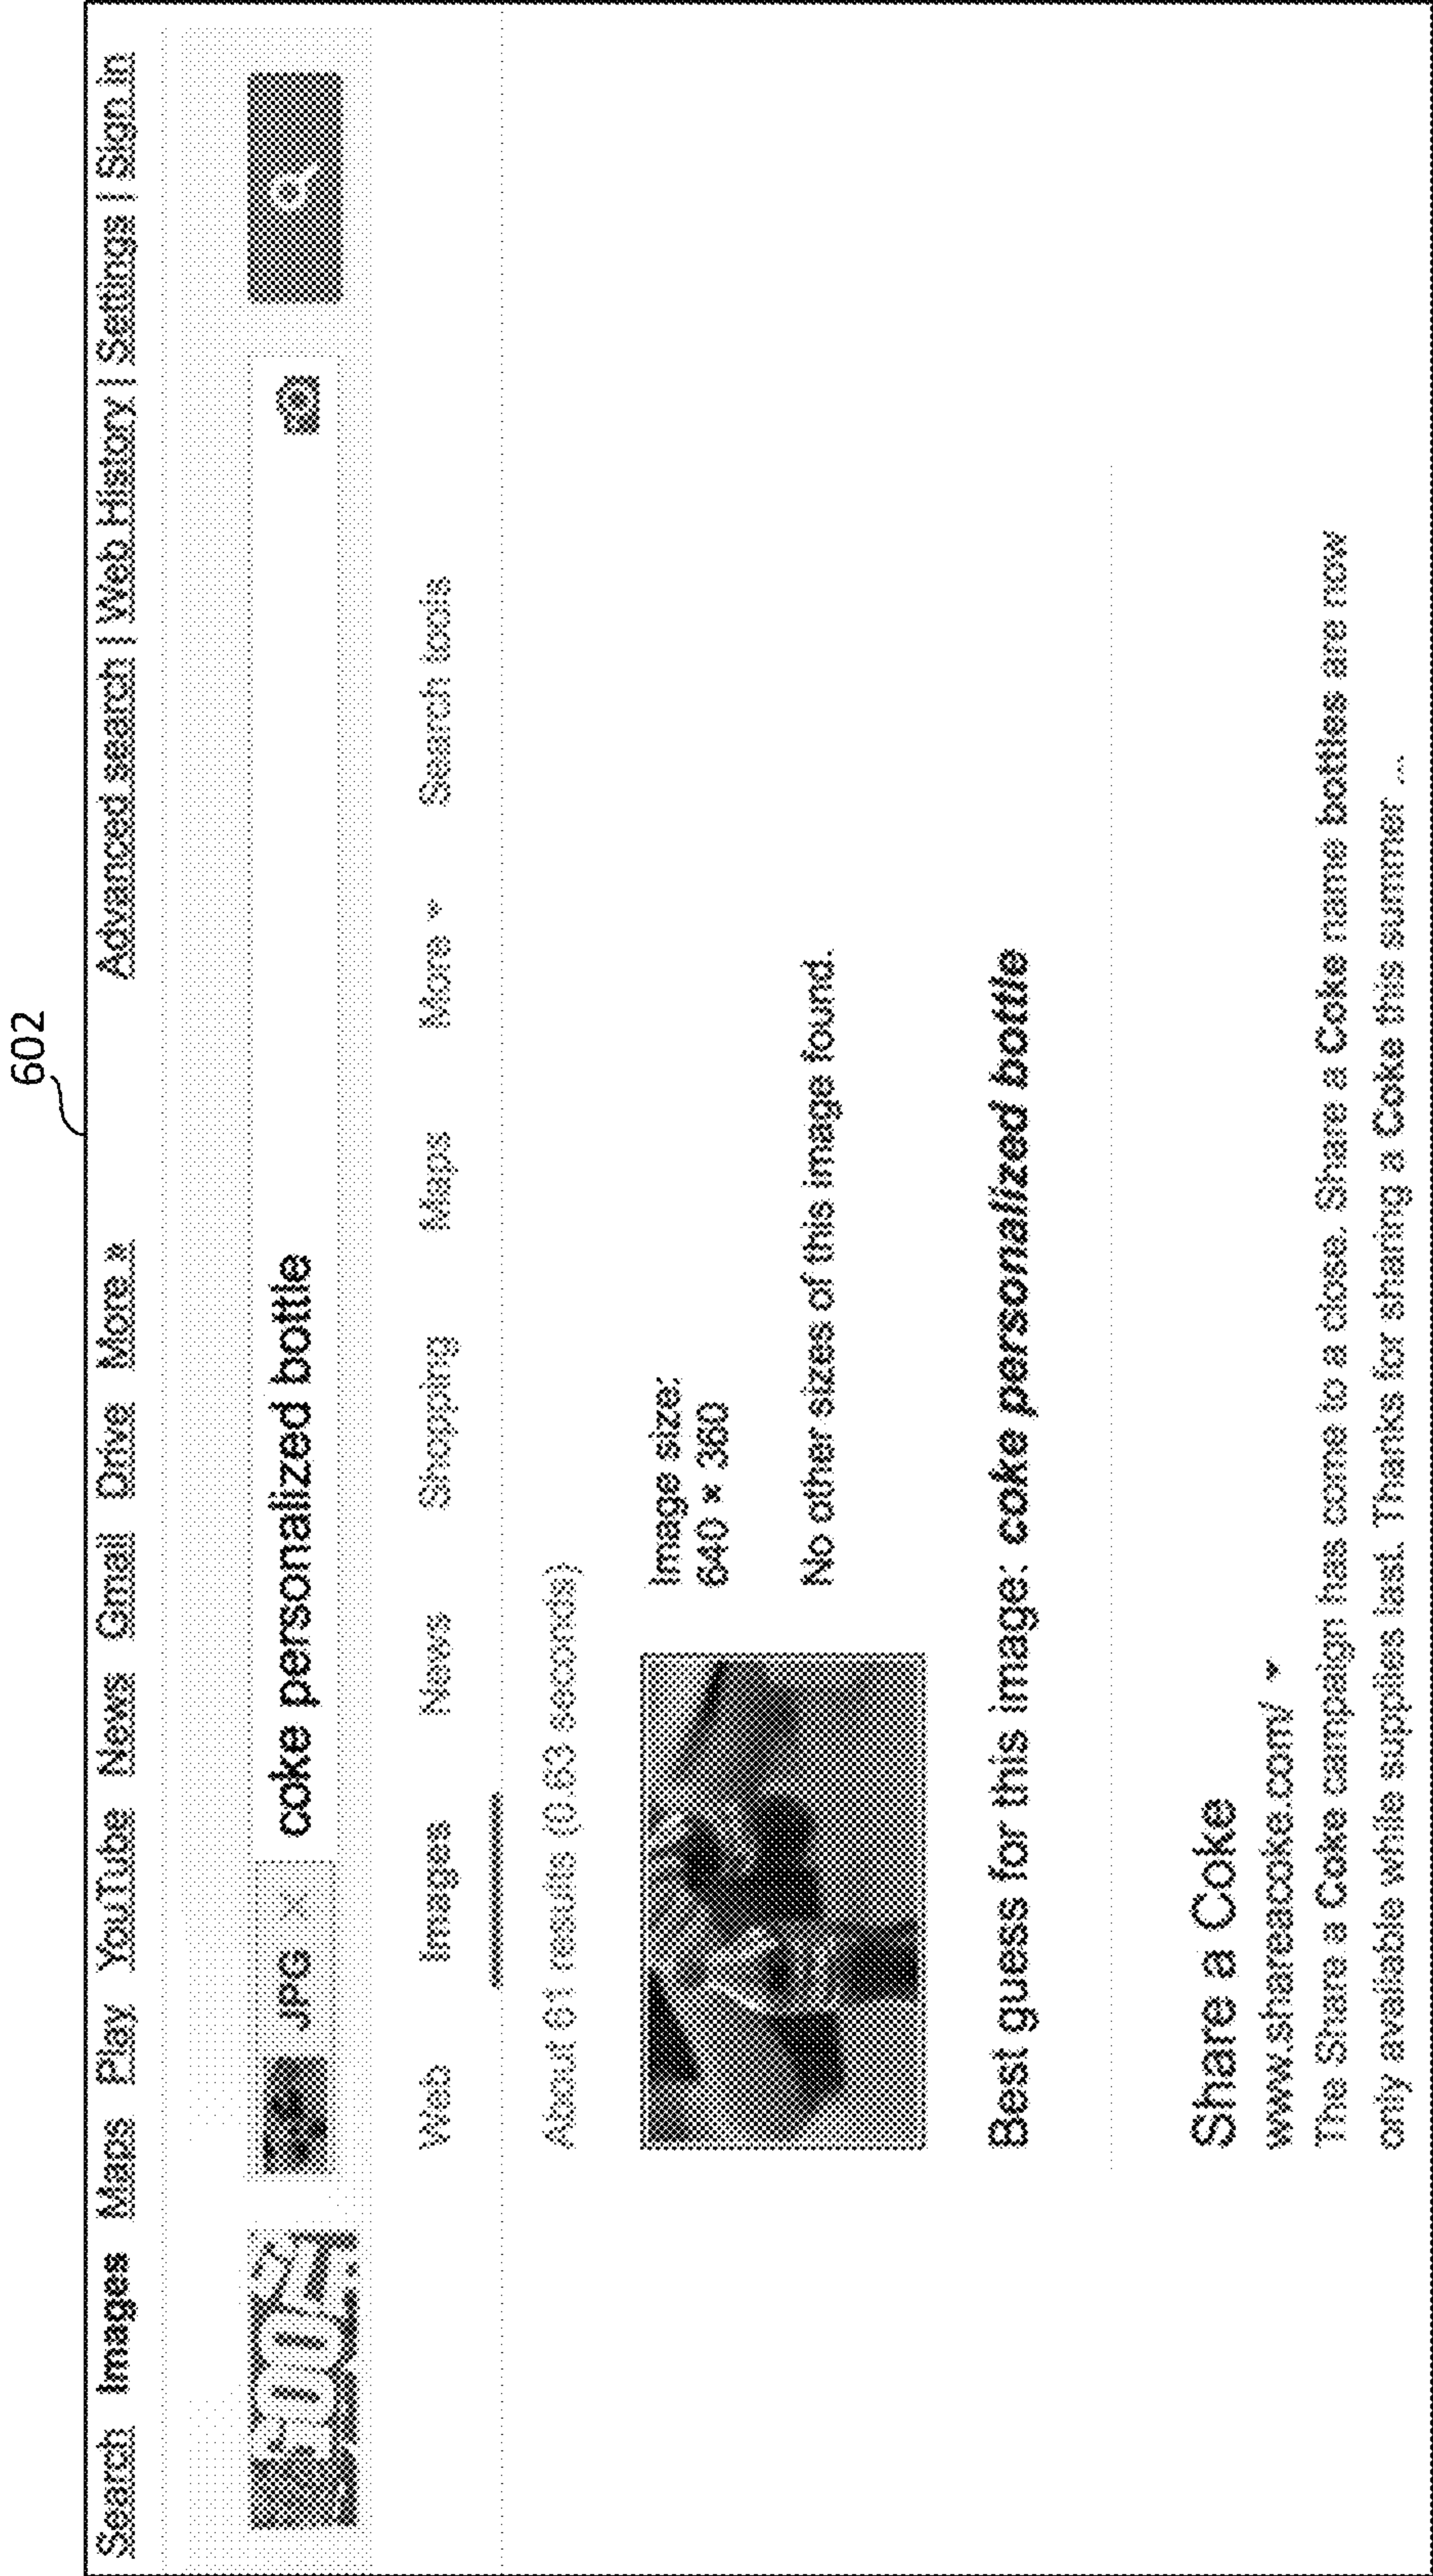 602
Search Images Maps Play YouTube News Gmail Drive More »
Advanced search | Web History | Settings | Sign in
JPG × coke personalized bottle
Web Images News Shopping Maps More ▾ Search tools
About 61 results (0.63 seconds)
Image size:
640 × 360
No other sizes of this image found.
Best guess for this image: coke personalized bottle
Share a Coke
www.shareacoke.com/ ▾
The Share a Coke campaign has come to a close. Share a Coke name bottles are now
only available while supplies last. Thanks for sharing a Coke this summer ...